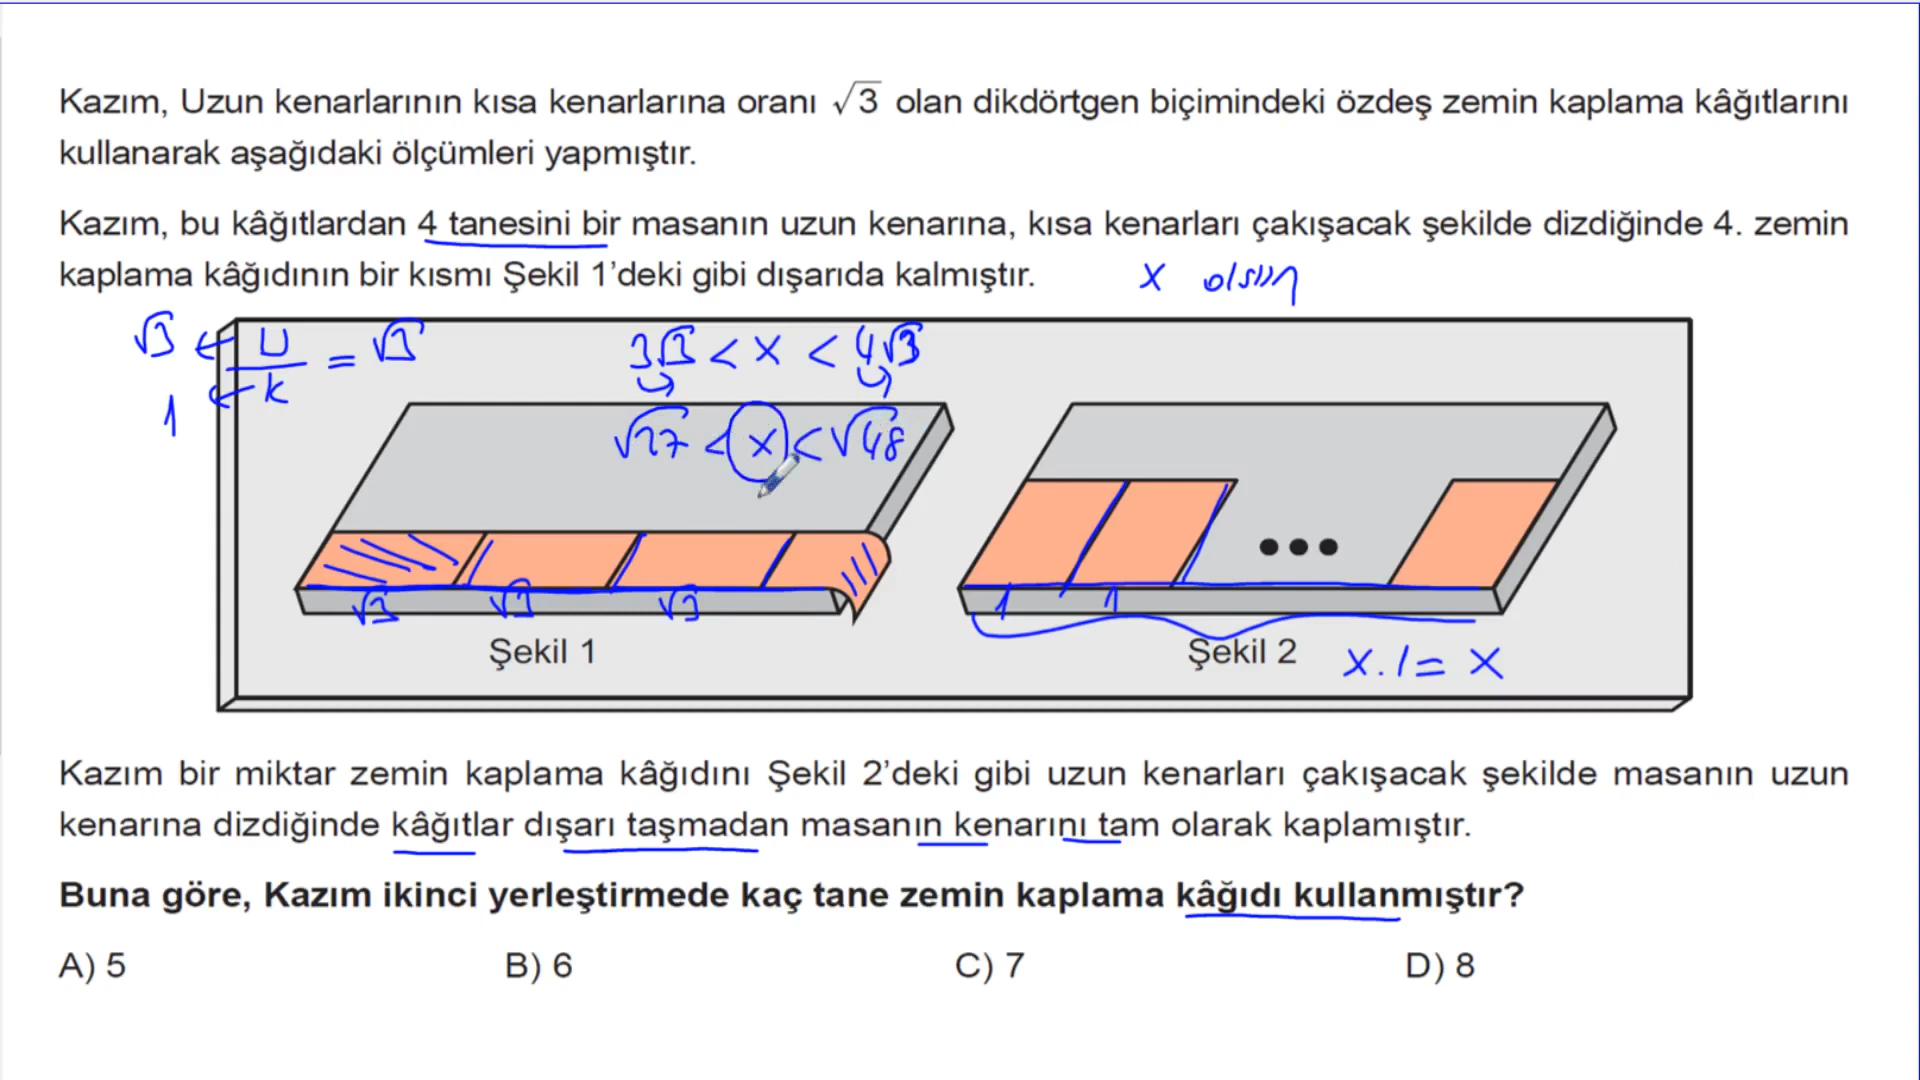 Kazım, Uzun kenarlarının kısa kenarlarına oranı √3 olan dikdörtgen biçimindeki özdeş zemin kaplama kâğıtlarını
kullanarak aşağıdaki ölçümleri yapmıştır.
Kazım, bu kâğıtlardan 4 tanesini bir masanın uzun kenarına, kısa kenarları çakışacak şekilde dizdiğinde 4. zemin
kaplama kâğıdının bir kısmı Şekil 1'deki gibi dışarıda kalmıştır.
x olsun
√3 ← U/k = √3
1 ←
3√3 < x < 4√3
√27 < x < √48
√3 √3 √3
1 1
Şekil 1
Şekil 2
x.1 = x
Kazım bir miktar zemin kaplama kâğıdını Şekil 2'deki gibi uzun kenarları çakışacak şekilde masanın uzun
kenarına dizdiğinde kâğıtlar dışarı taşmadan masanın kenarını tam olarak kaplamıştır.
Buna göre, Kazım ikinci yerleştirmede kaç tane zemin kaplama kâğıdı kullanmıştır?
A) 5 B) 6 C) 7 D) 8